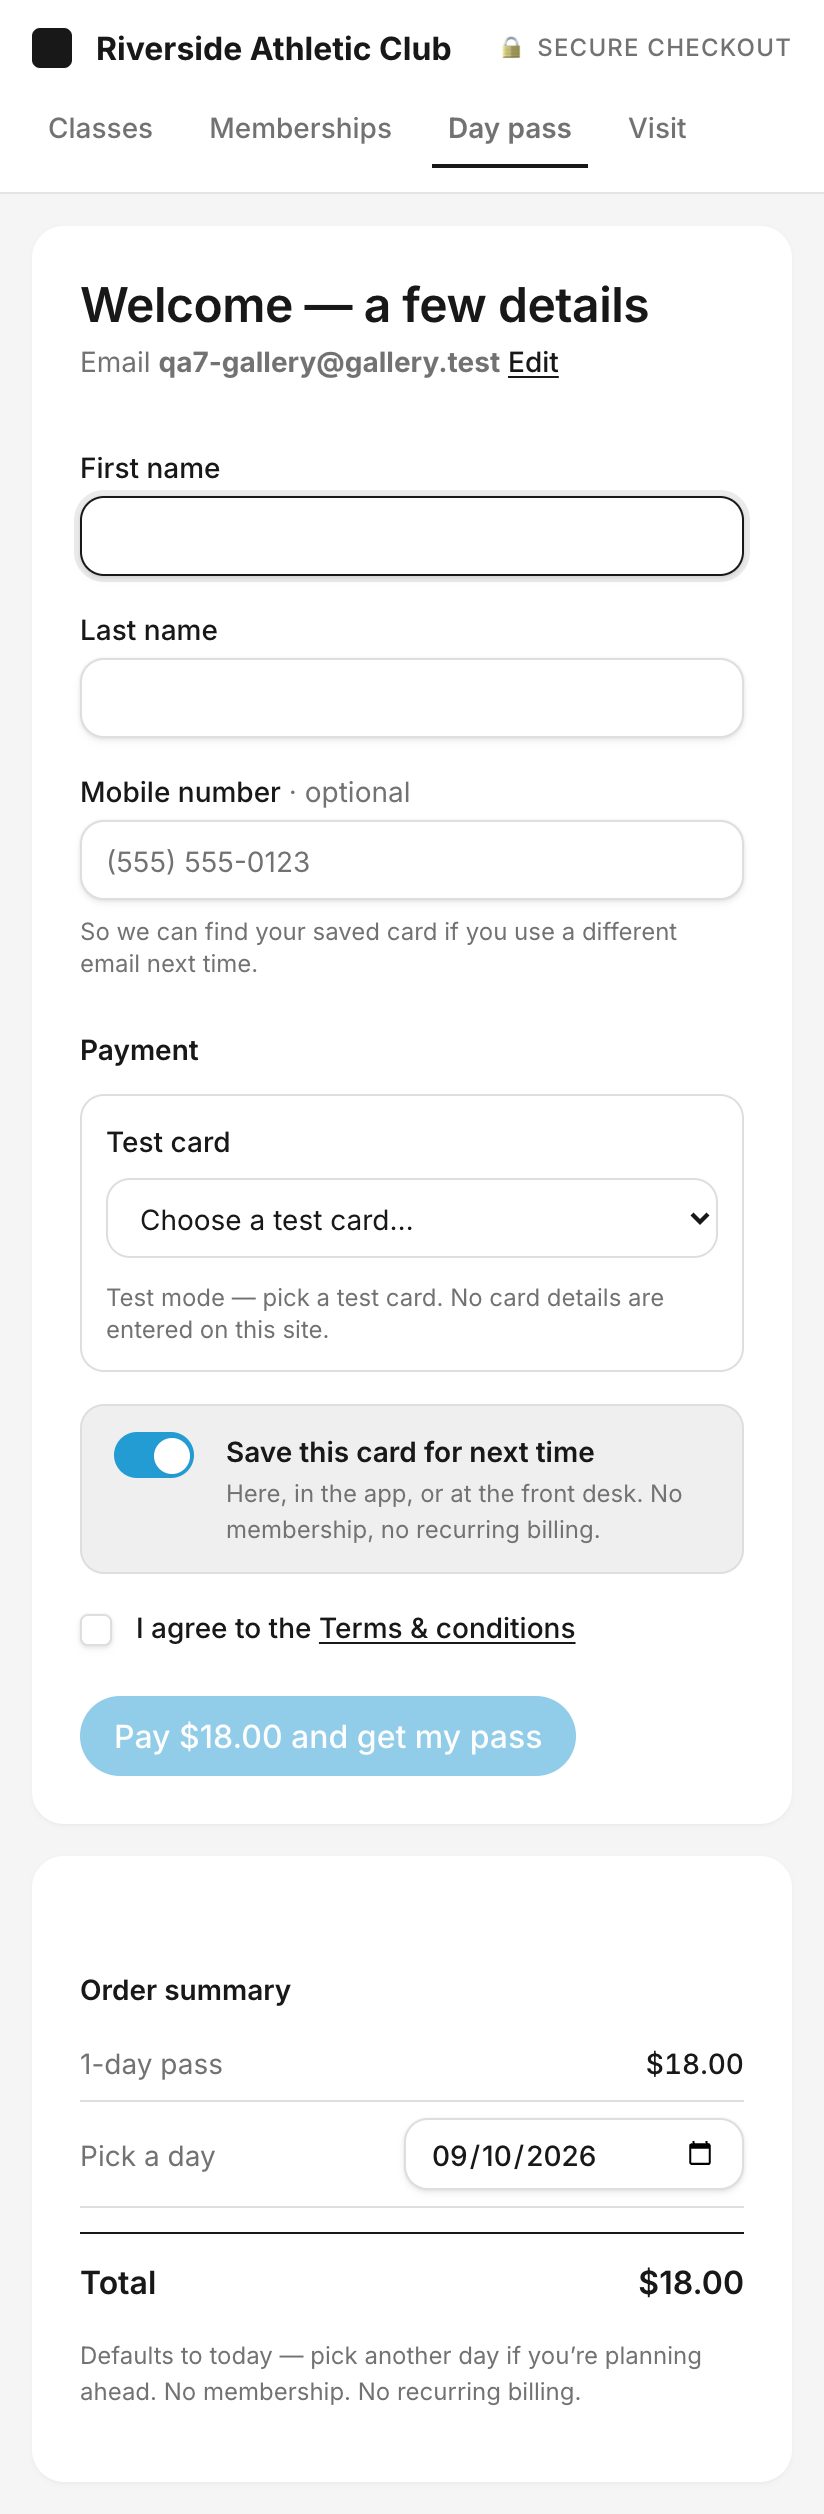 Riverside Athletic Club
SECURE CHECKOUT
Classes
Memberships
Day pass
Visit
Welcome — a few details
Email qa7-gallery@gallery.test Edit
First name
Last name
Mobile number · optional
(555) 555-0123
So we can find your saved card if you use a different
email next time.
Payment
Test card
Choose a test card...
Test mode — pick a test card. No card details are
entered on this site.
Save this card for next time
Here, in the app, or at the front desk. No
membership, no recurring billing.
I agree to the Terms & conditions
Pay $18.00 and get my pass
Order summary
1-day pass $18.00
Pick a day 09/10/2026
Total $18.00
Defaults to today — pick another day if you’re planning
ahead. No membership. No recurring billing.